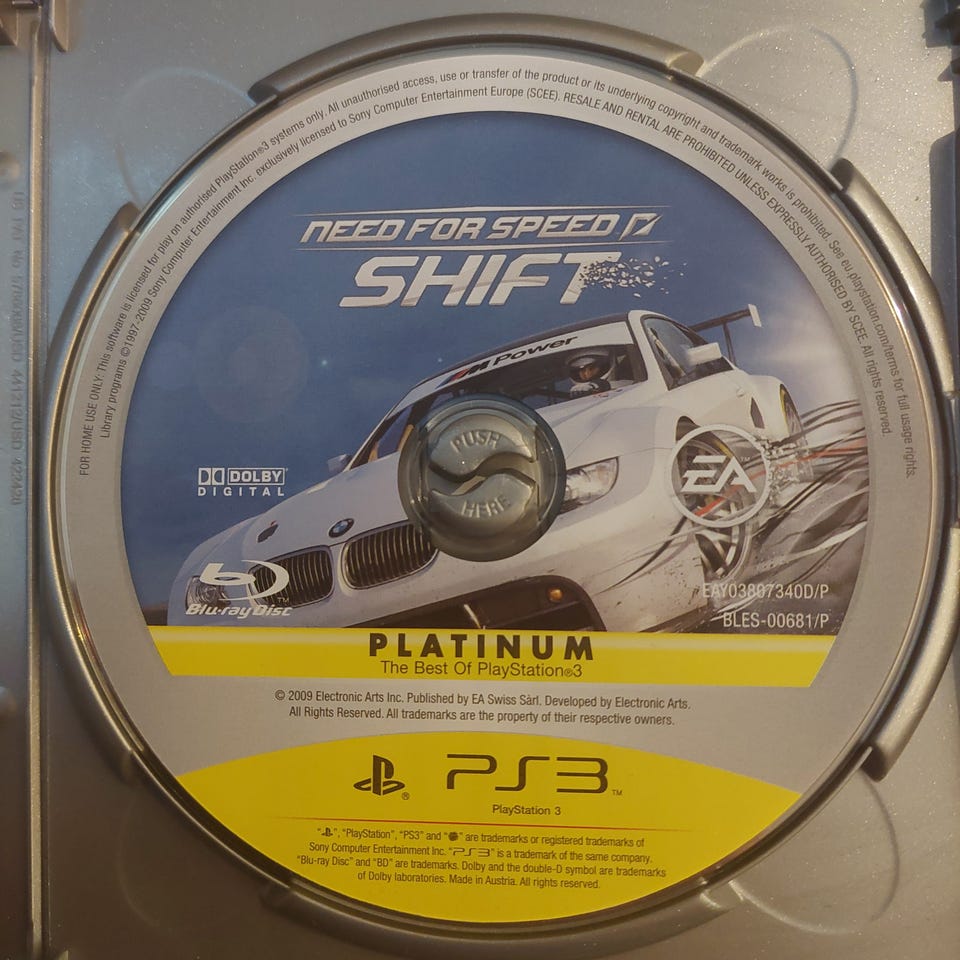 FOR HOME USE ONLY: This software is licensed for play on authorised PlayStation®3 systems only. All unauthorised access, use or transfer of the product or its underlying copyright and trademark works is prohibited. See eu.playstation.com/terms for full usage rights.
Library programs ©1997-2009 Sony Computer Entertainment Inc. exclusively licensed to Sony Computer Entertainment Europe (SCEE). RESALE AND RENTAL ARE PROHIBITED UNLESS EXPRESSLY AUTHORISED BY SCEE. All rights reserved.
NEED FOR SPEED
SHIFT
M Power
PUSH
HERE
DOLBY®
DIGITAL
EA™
Blu-ray Disc™
EAY03807340D/P
BLES-00681/P
PLATINUM
The Best Of PlayStation®3
© 2009 Electronic Arts Inc. Published by EA Swiss Sàrl. Developed by Electronic Arts.
All Rights Reserved. All trademarks are the property of their respective owners.
® PS3™
PlayStation 3
“ ”, “PlayStation”, “PS3” and “ ” are trademarks or registered trademarks of
Sony Computer Entertainment Inc. “PS3” is a trademark of the same company.
“Blu-ray Disc” and “BD” are trademarks. Dolby and the double-D symbol are trademarks
of Dolby laboratories. Made in Austria. All rights reserved.